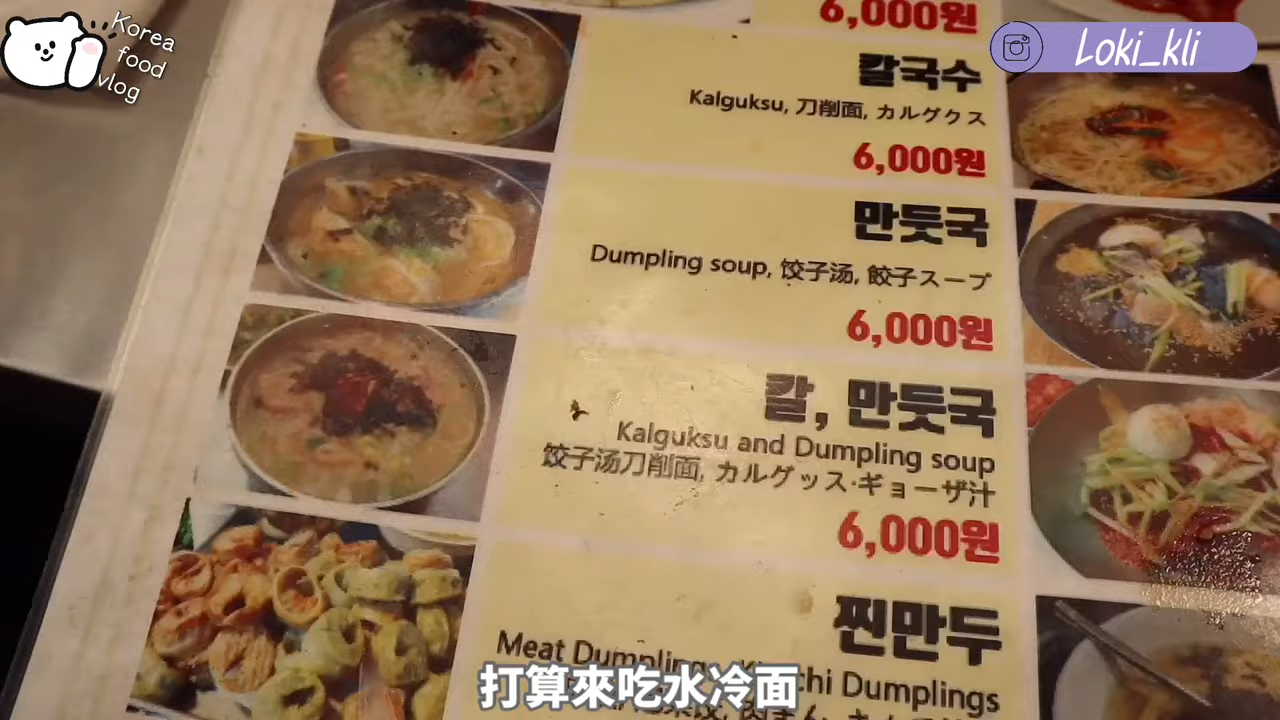 Korea
food
vlog
Loki_kli
6,000원
칼국수
Kalguksu, 刀削面, カルグクス
6,000원
만둣국
Dumpling soup, 饺子汤, 餃子スープ
6,000원
칼, 만둣국
Kalguksu and Dumpling soup
饺子汤刀削面, カルグッス·ギョーザ汁
6,000원
찐만두
Meat Dumplings
chi Dumplings
打算來吃水冷面